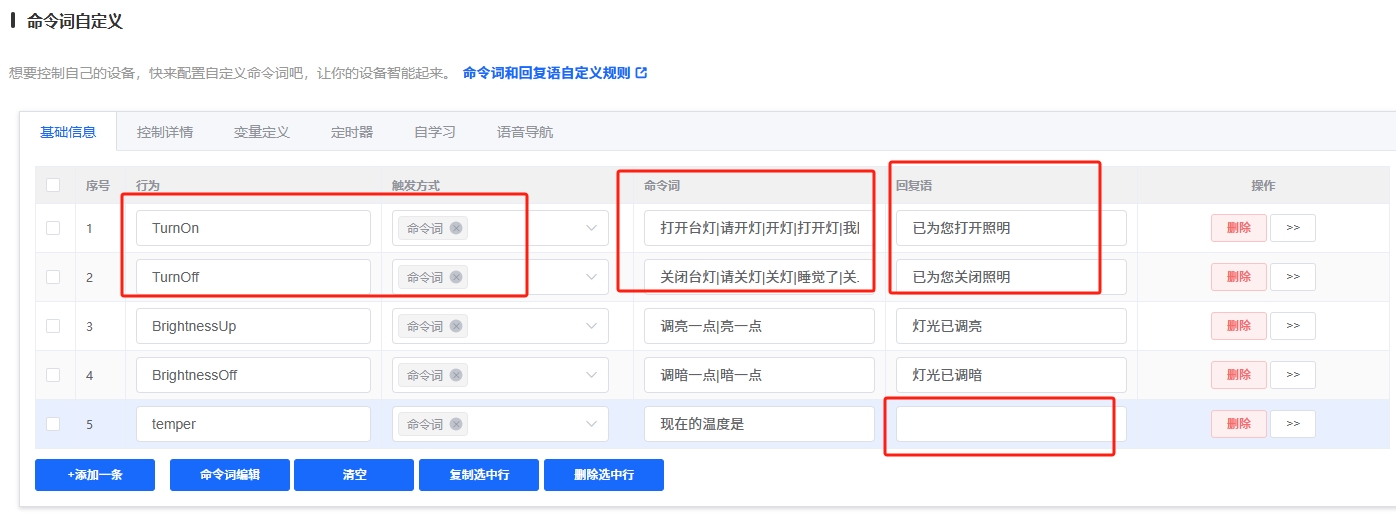 命令词自定义
想要控制自己的设备，快来配置自定义命令词吧，让你的设备智能起来。 命令词和回复语自定义规则
基础信息 控制详情 变量定义 定时器 自学习 语音导航
序号 行为 触发方式 命令词 回复语 操作
1 TurnOn 命令词 打开台灯|请开灯|开灯|打开灯|我 已为您打开照明 删除 >>
2 TurnOff 命令词 关闭台灯|请关灯|关灯|睡觉了|关... 已为您关闭照明 删除 >>
3 BrightnessUp 命令词 调亮一点|亮一点 灯光已调亮 删除 >>
4 BrightnessOff 命令词 调暗一点|暗一点 灯光已调暗 删除 >>
5 temper 命令词 现在的温度是 删除 >>
+添加一条 命令词编辑 清空 复制选中行 删除选中行